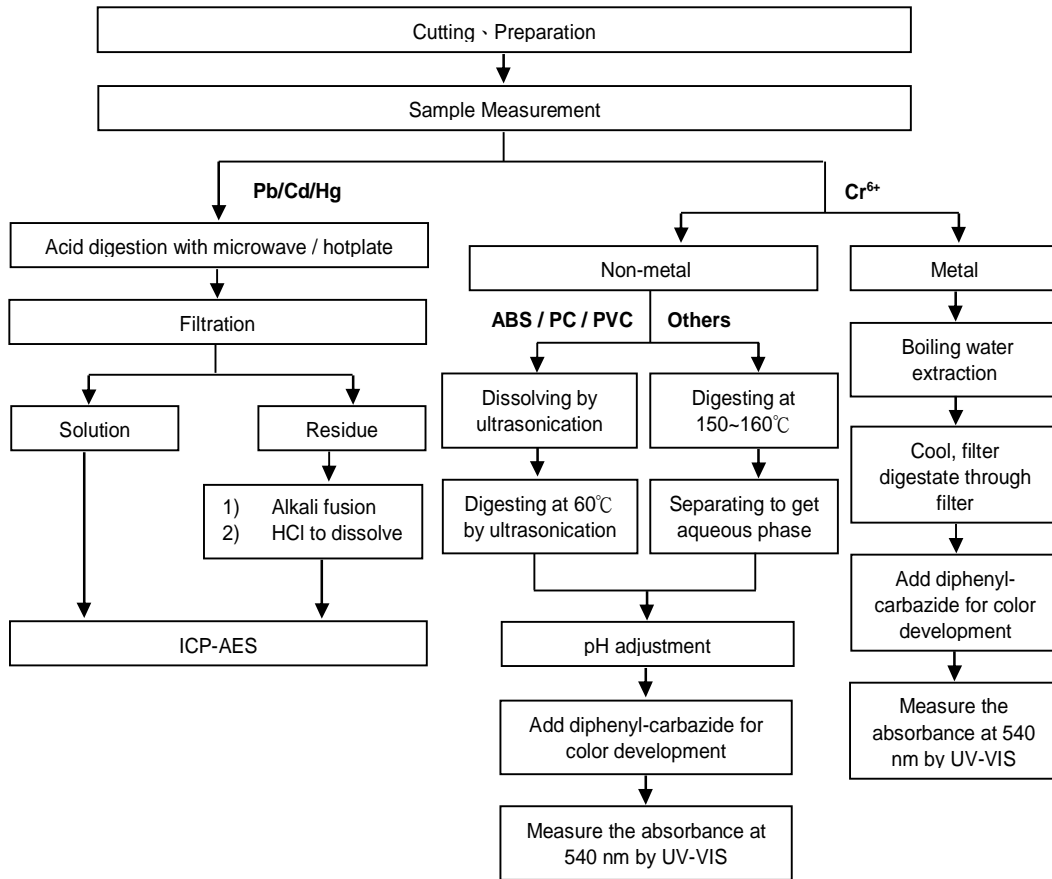 Cutting、Preparation
Sample Measurement
Pb/Cd/Hg
Cr⁶⁺
Acid digestion with microwave / hotplate
Non-metal
Metal
Filtration
ABS / PC / PVC
Others
Boiling water
extraction
Solution
Residue
Dissolving by
ultrasonication
Digesting at
150~160℃
Cool, filter
digestate through
filter
1) Alkali fusion
2) HCl to dissolve
Digesting at 60℃
by ultrasonication
Separating to get
aqueous phase
Add diphenyl-
carbazide for color
development
ICP-AES
pH adjustment
Measure the
absorbance at 540
nm by UV-VIS
Add diphenyl-carbazide for
color development
Measure the absorbance at
540 nm by UV-VIS